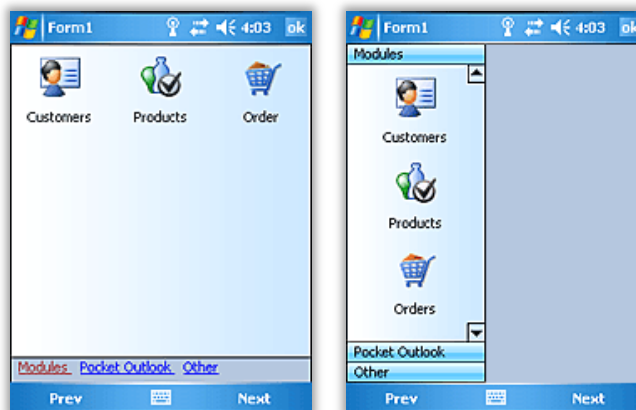 Form1 4:03 ok
Customers Products Order
Modules Pocket Outlook Other
Prev Next
Form1 4:03 ok
Modules
Customers
Products
Orders
Pocket Outlook
Other
Prev Next